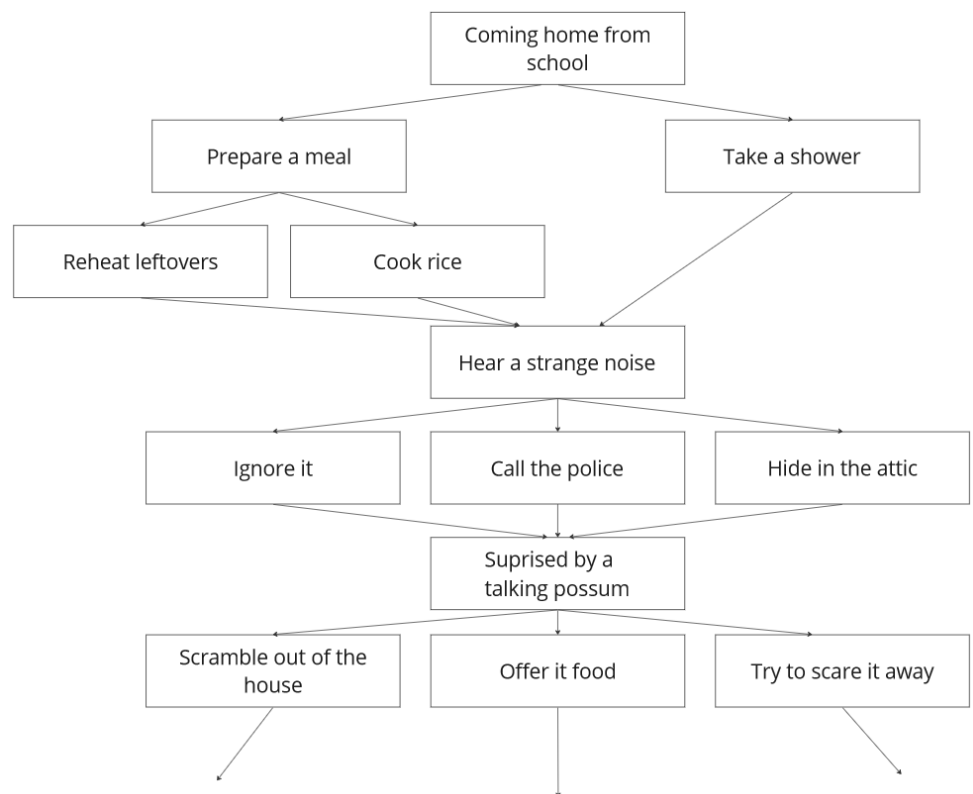 Coming home from
school
Prepare a meal
Take a shower
Reheat leftovers
Cook rice
Hear a strange noise
Ignore it
Call the police
Hide in the attic
Suprised by a
talking possum
Scramble out of the
house
Offer it food
Try to scare it away